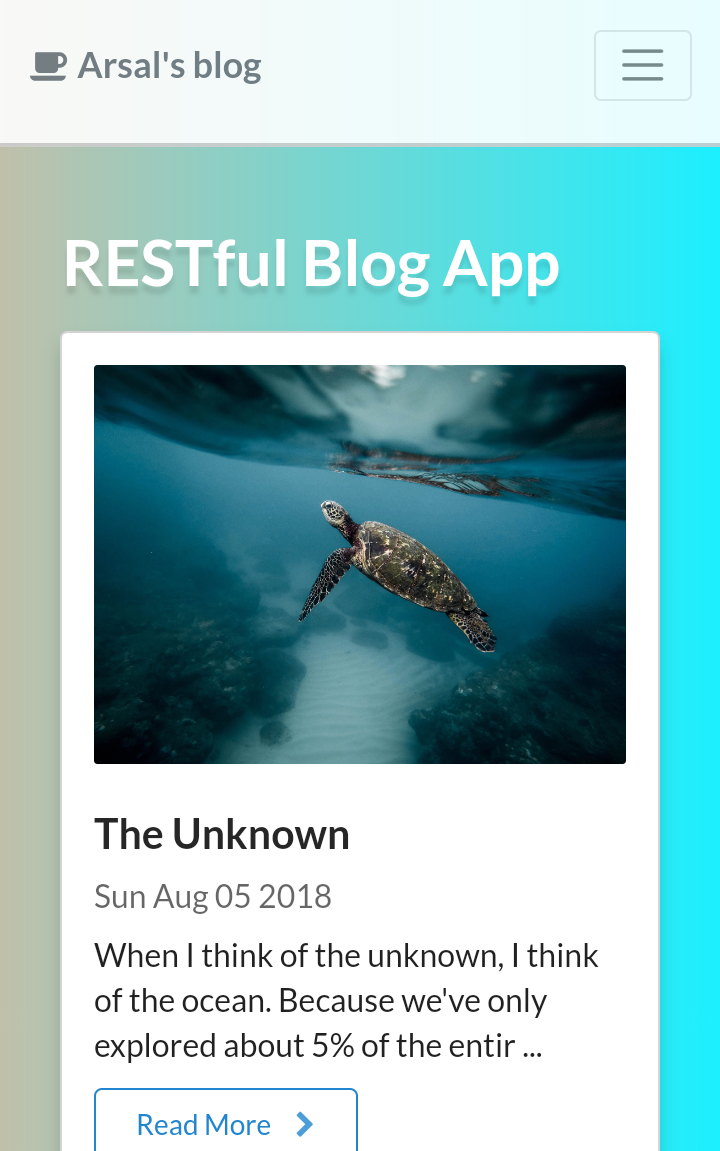 Arsal's blog
RESTful Blog App
The Unknown
Sun Aug 05 2018
When I think of the unknown, I think
of the ocean. Because we've only
explored about 5% of the entir ...
Read More